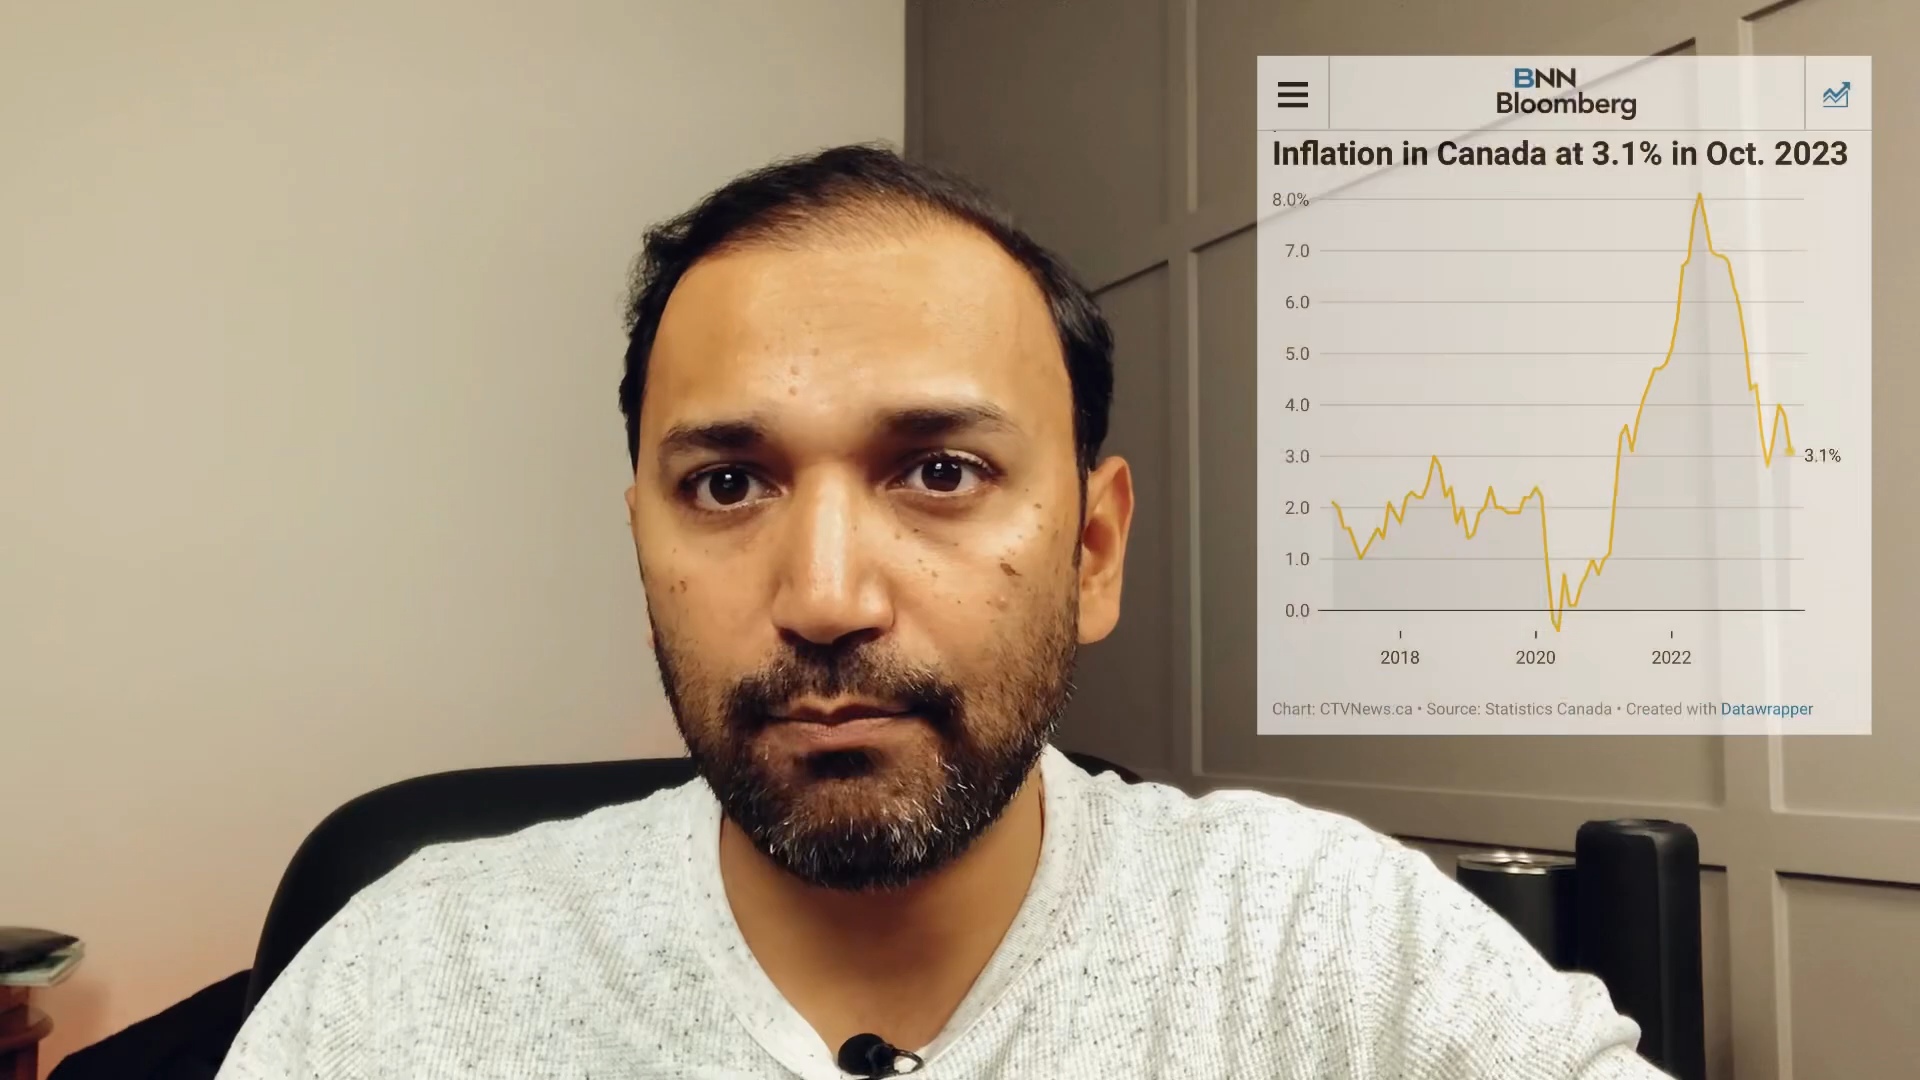 BNN
Bloomberg
Inflation in Canada at 3.1% in Oct. 2023
8.0%
7.0
6.0
5.0
4.0
3.0
3.1%
2.0
1.0
0.0
2018 2020 2022
Chart: CTVNews.ca • Source: Statistics Canada • Created with Datawrapper